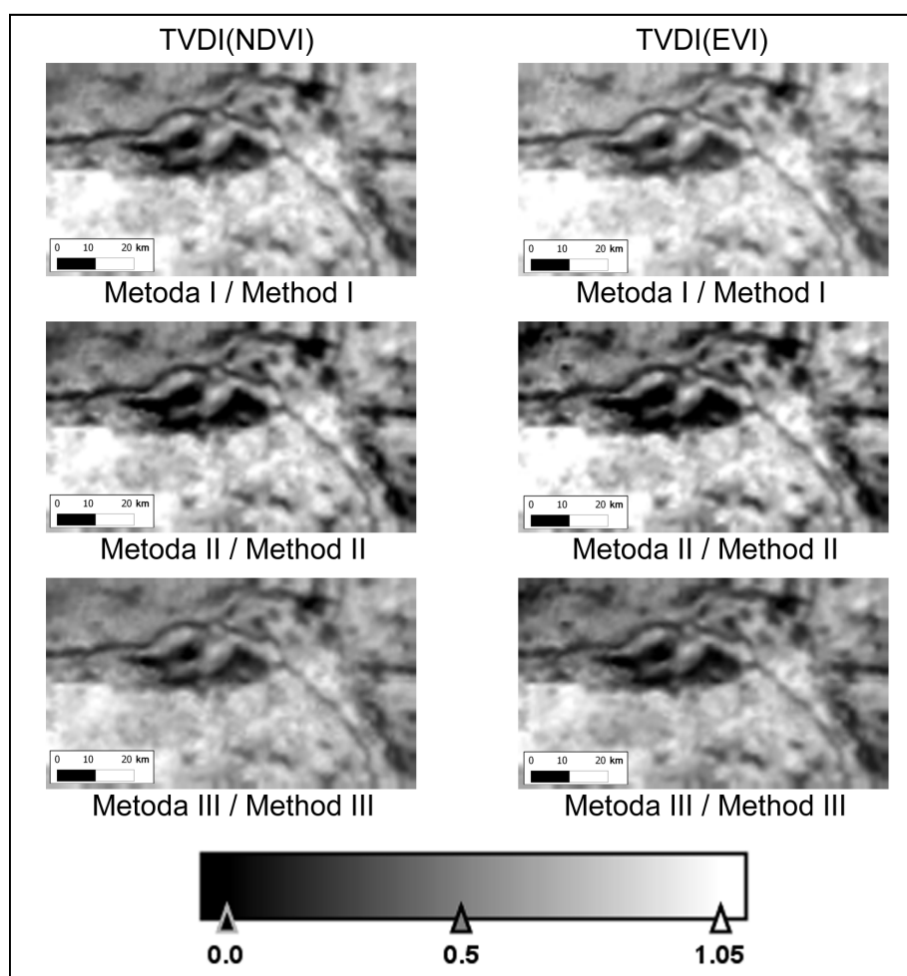 TVDI(NDVI) TVDI(EVI)
0 10 20 km 0 10 20 km
Metoda I / Method I Metoda I / Method I
0 10 20 km 0 10 20 km
Metoda II / Method II Metoda II / Method II
0 10 20 km 0 10 20 km
Metoda III / Method III Metoda III / Method III
0.0 0.5 1.05